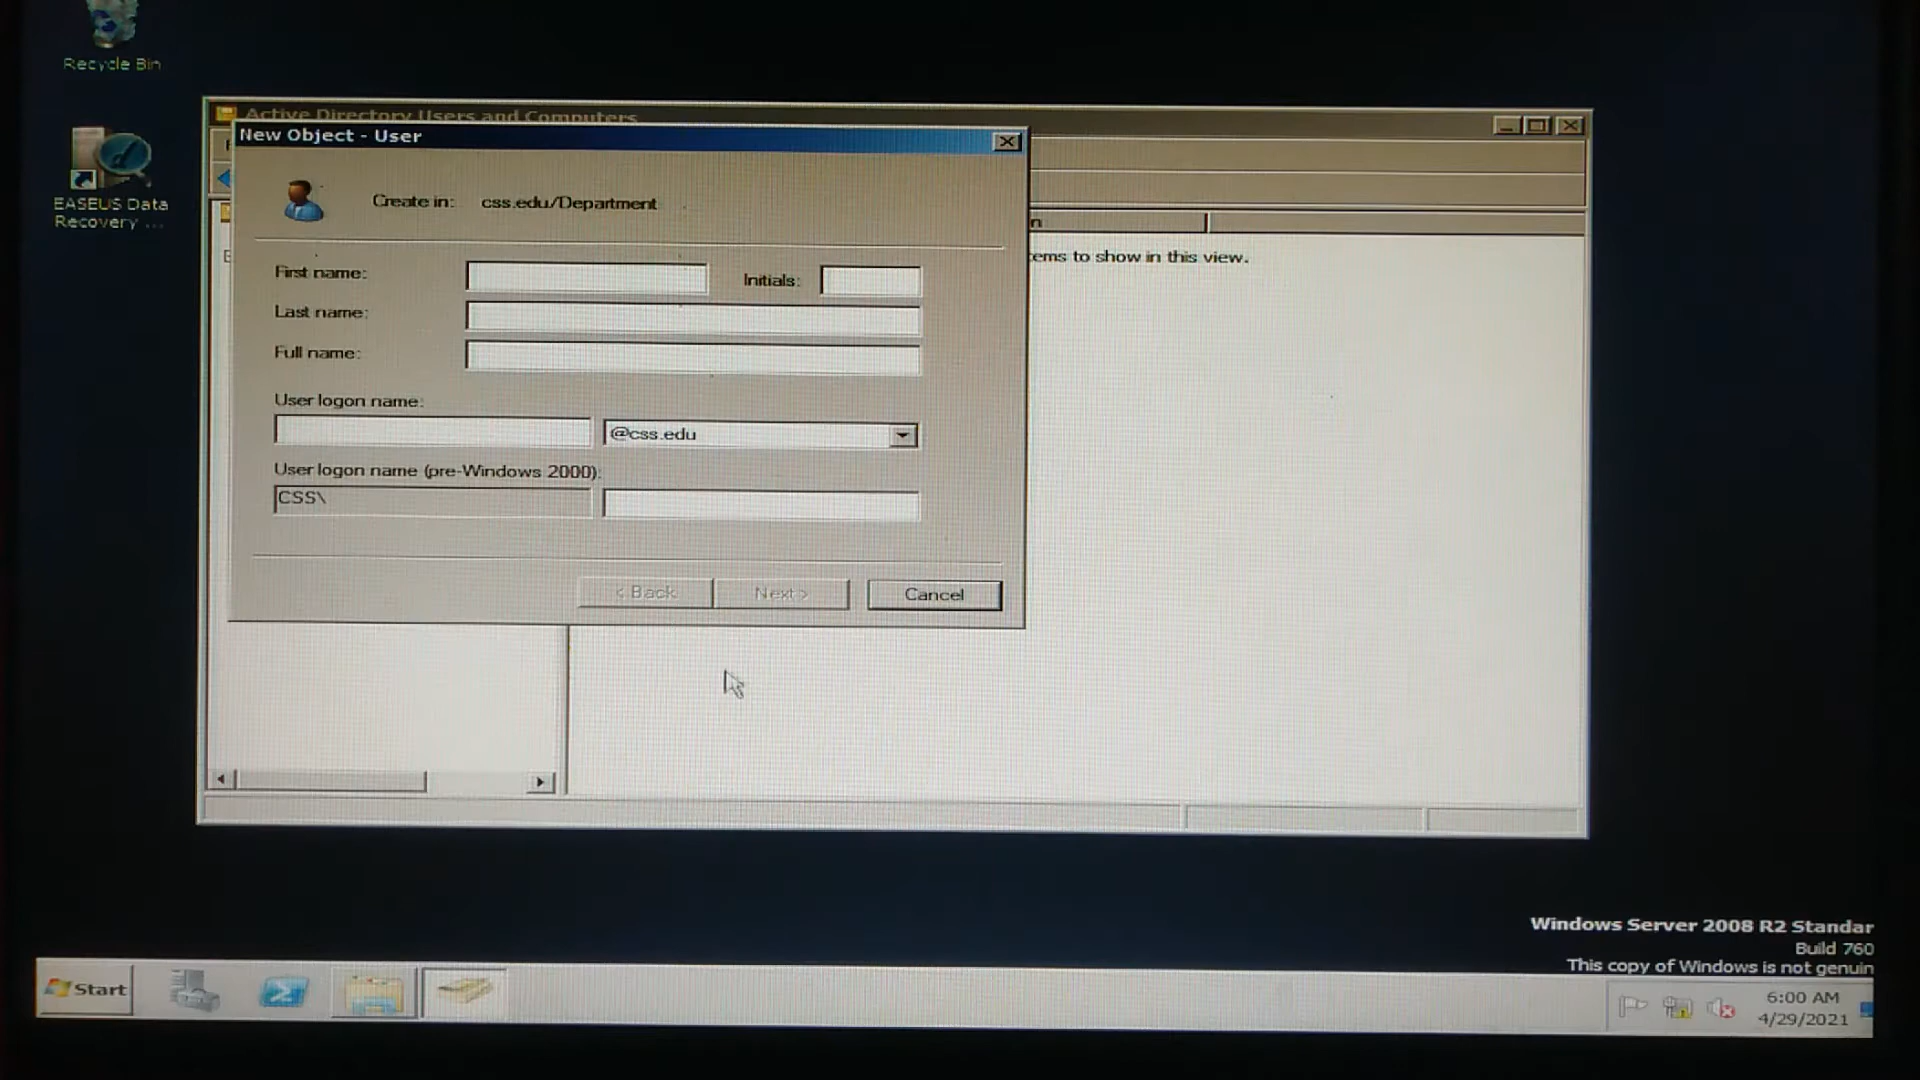 Recycle Bin
EASEUS Data
Recovery ...
Active Directory Users and Computers
New Object - User
Create in: css.edu/Department
First name:
Initials:
Last name:
Full name:
User logon name:
@css.edu
User logon name (pre-Windows 2000):
CSS\
< Back
Next >
Cancel
ems to show in this view.
Windows Server 2008 R2 Standar
Build 760
This copy of Windows is not genuin
Start
6:00 AM
4/29/2021